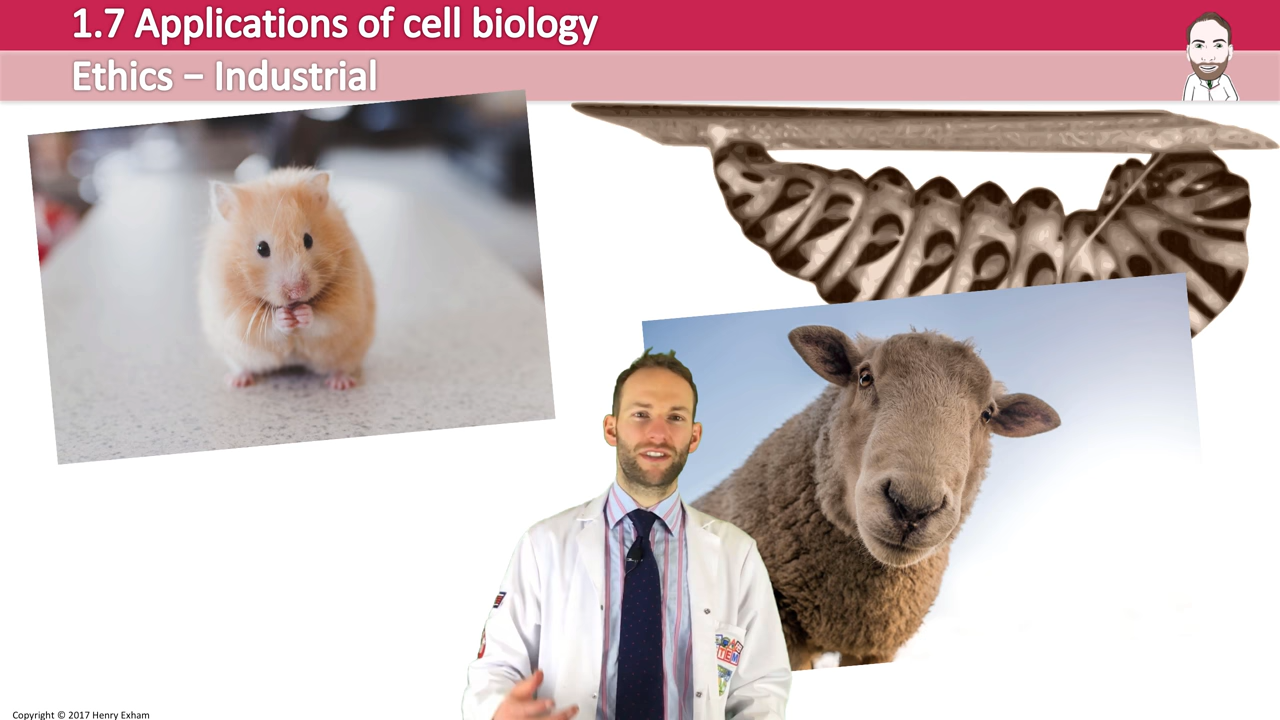 1.7 Applications of cell biology
Ethics – Industrial
Copyright © 2017 Henry Exham